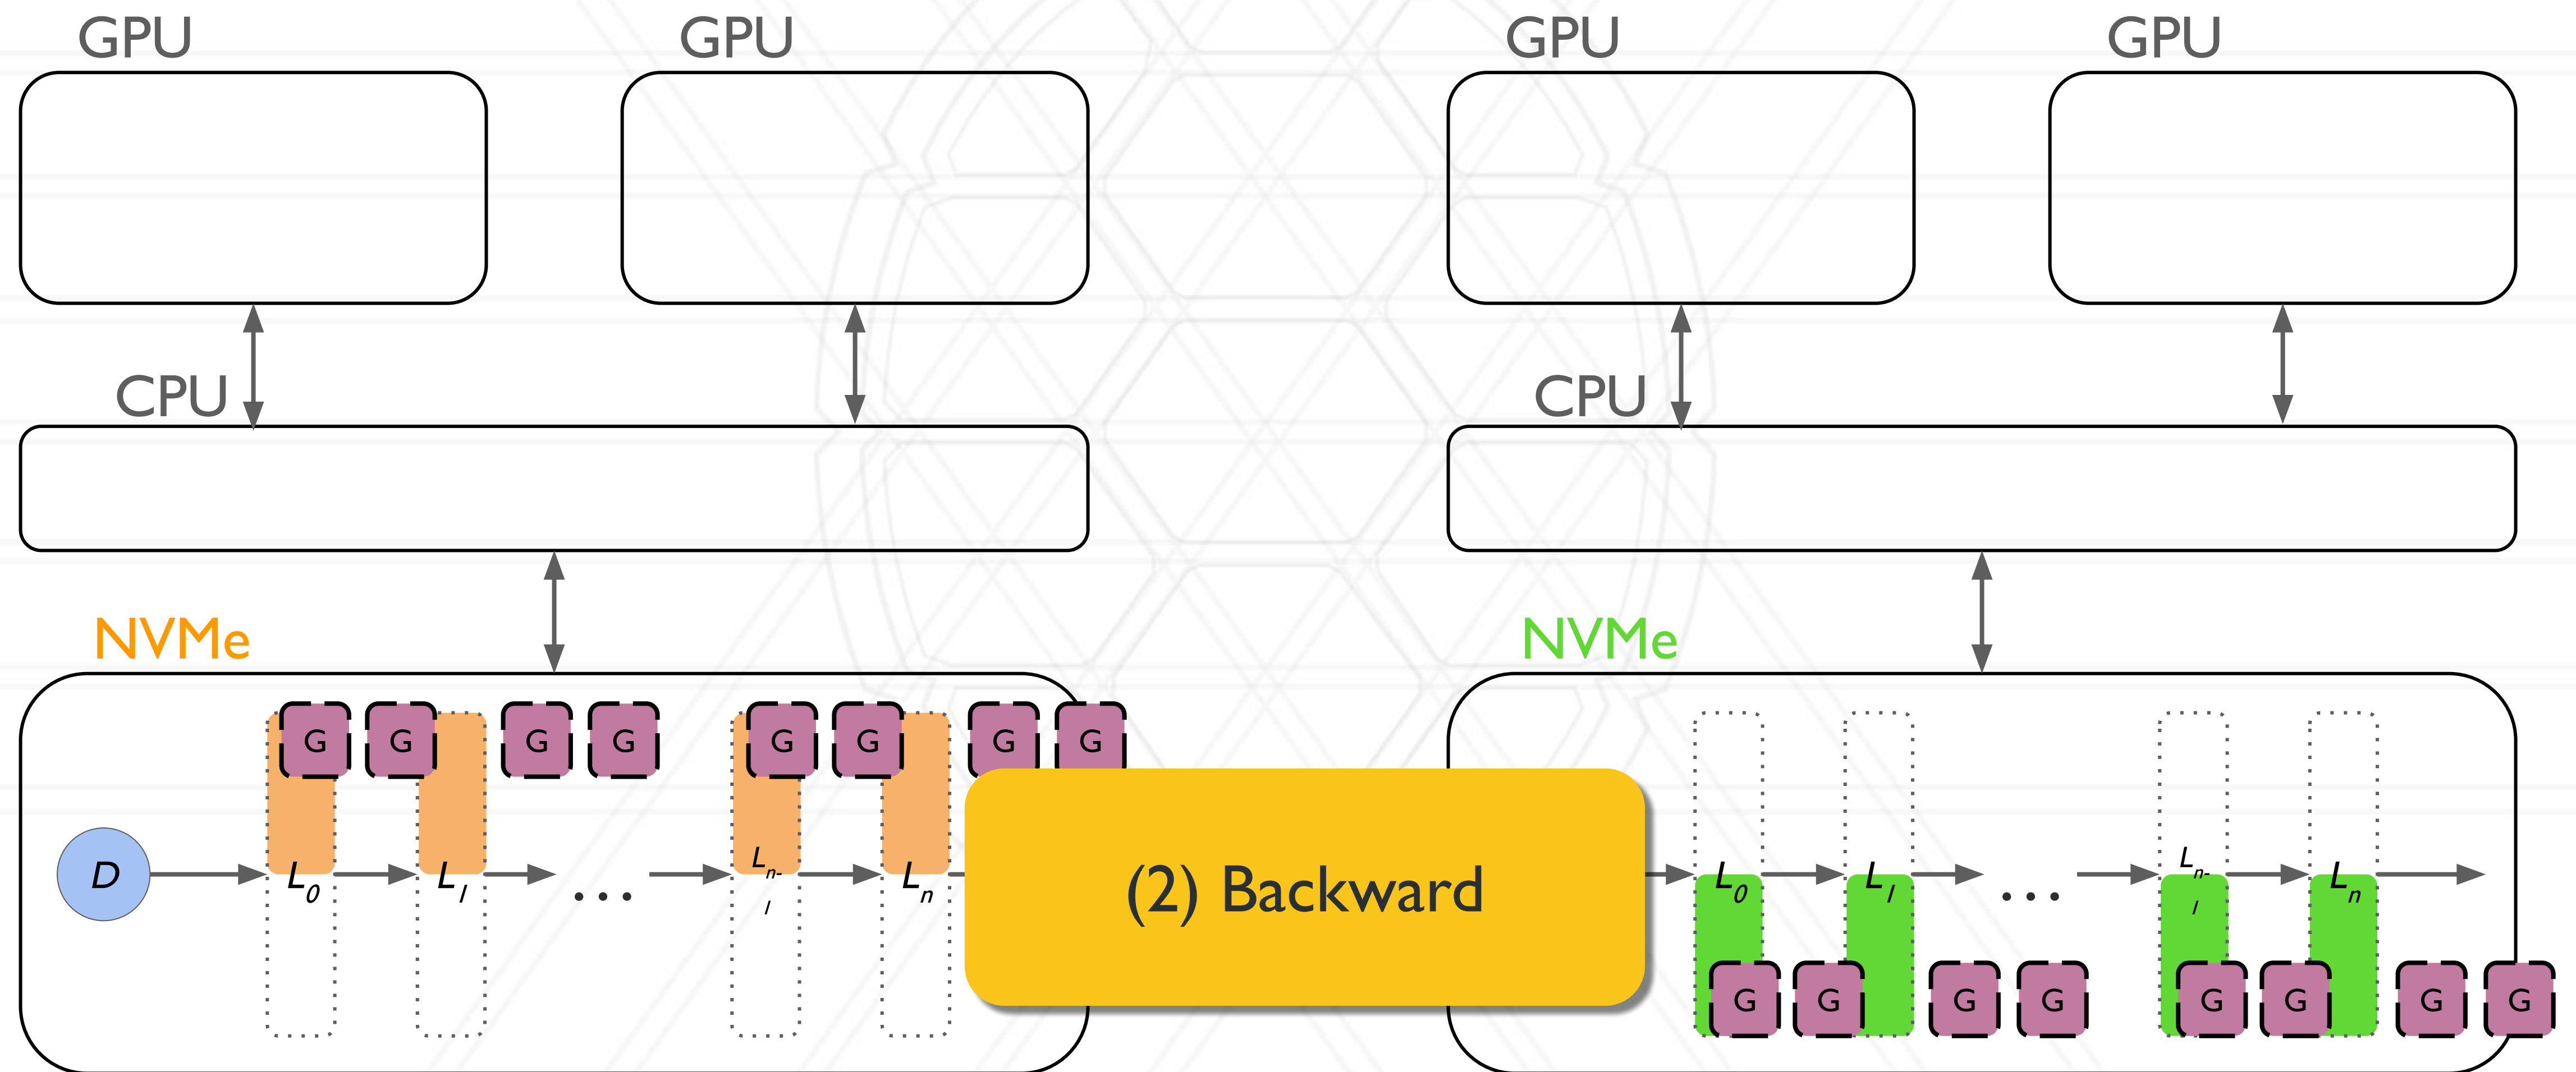 GPU GPU GPU GPU
CPU CPU
NVMe NVMe
G G G G G G G G
D L0 L1 ... Ln-1 Ln (2) Backward L0 L1 ... Ln-1 Ln
G G G G G G G G